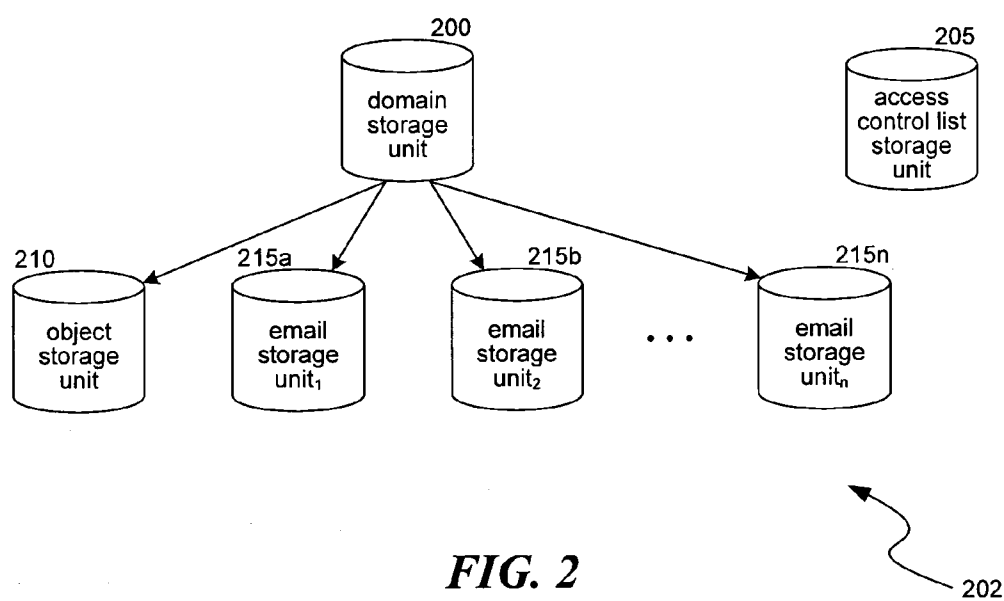 200
domain
storage
unit
205
access
control list
storage
unit
210
object
storage
unit
215a
email
storage
unit₁
215b
email
storage
unit₂
...
215n
email
storage
unitₙ
FIG. 2
202